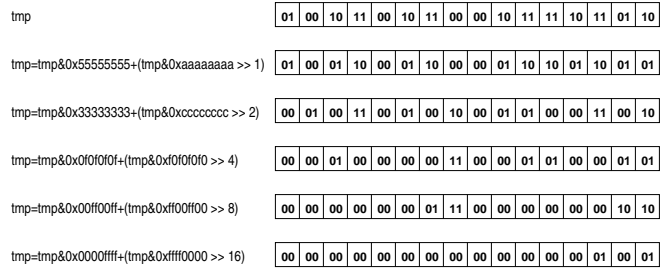 tmp 01 00 10 11 00 10 11 00 00 10 11 11 10 11 01 10
tmp=tmp&0x55555555+(tmp&0xaaaaaaaa >> 1) 01 00 01 10 00 01 10 00 00 01 10 10 01 10 01 01
tmp=tmp&0x33333333+(tmp&0xcccccccc >> 2) 00 01 00 11 00 01 00 10 00 01 01 00 00 11 00 10
tmp=tmp&0x0f0f0f0f+(tmp&0xf0f0f0f0 >> 4) 00 00 01 00 00 00 00 11 00 00 01 01 00 00 01 01
tmp=tmp&0x00ff00ff+(tmp&0xff00ff00 >> 8) 00 00 00 00 00 00 01 11 00 00 00 00 00 00 10 10
tmp=tmp&0x0000ffff+(tmp&0xffff0000 >> 16) 00 00 00 00 00 00 00 00 00 00 00 00 00 01 00 01